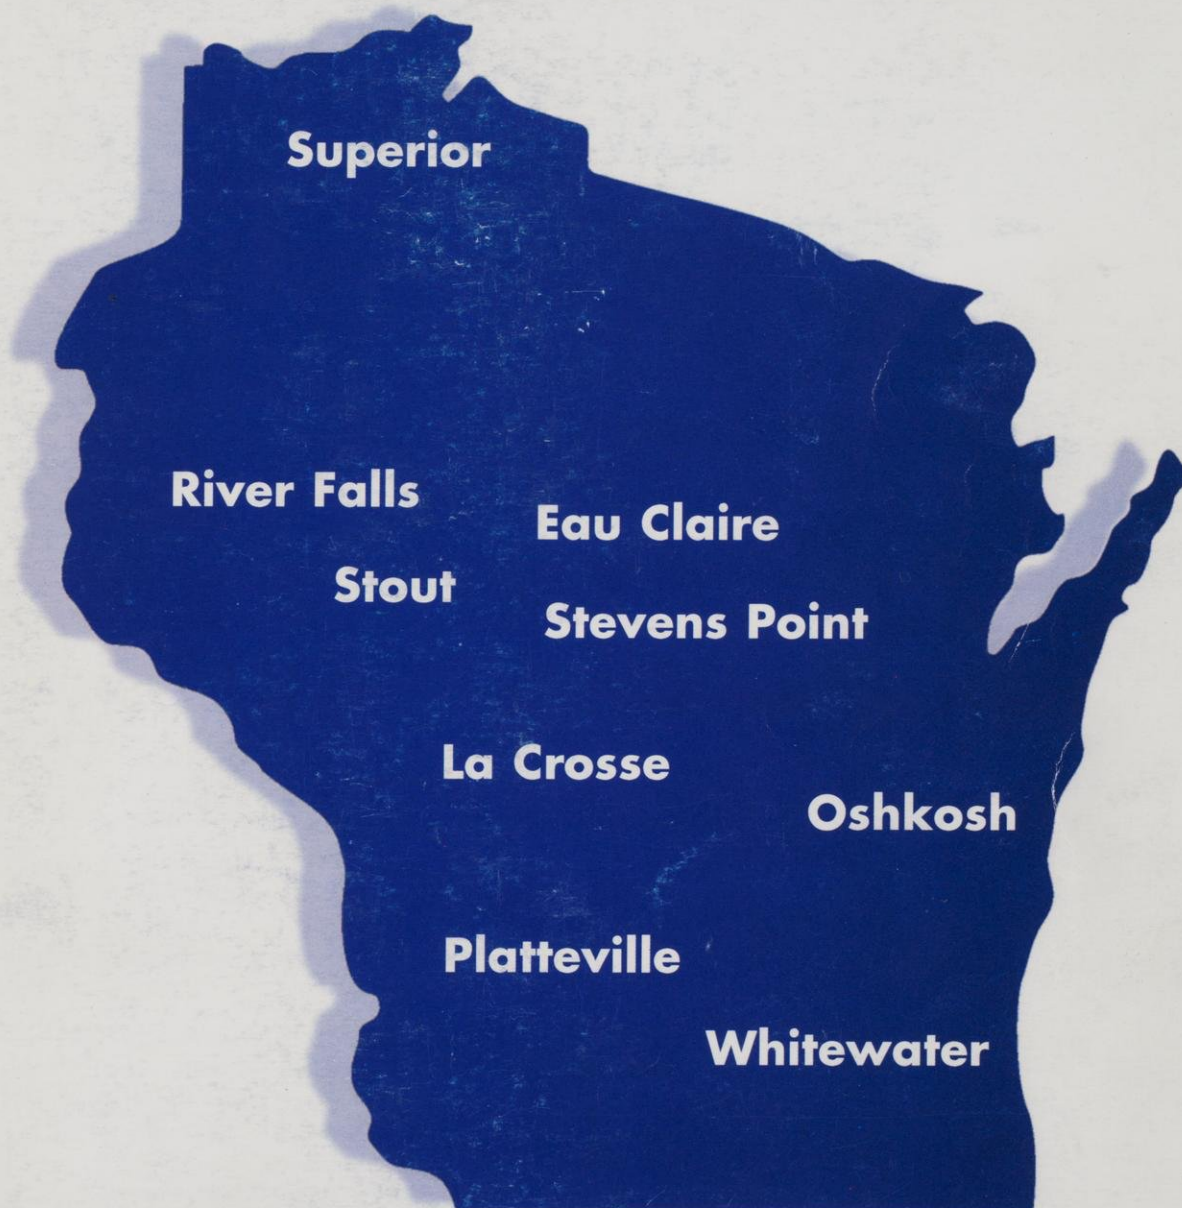 Superior
River Falls
Eau Claire
Stout
Stevens Point
La Crosse
Oshkosh
Platteville
Whitewater